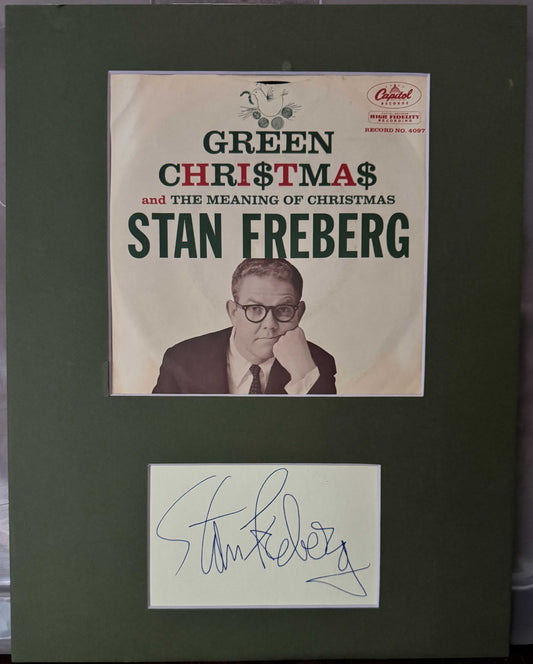 Capitol
RECORDS
HIGH FIDELITY
RECORDING
RECORD NO. 4097
GREEN
CHRI$TMA$
and THE MEANING OF CHRISTMAS
STAN FREBERG
Stan Freberg